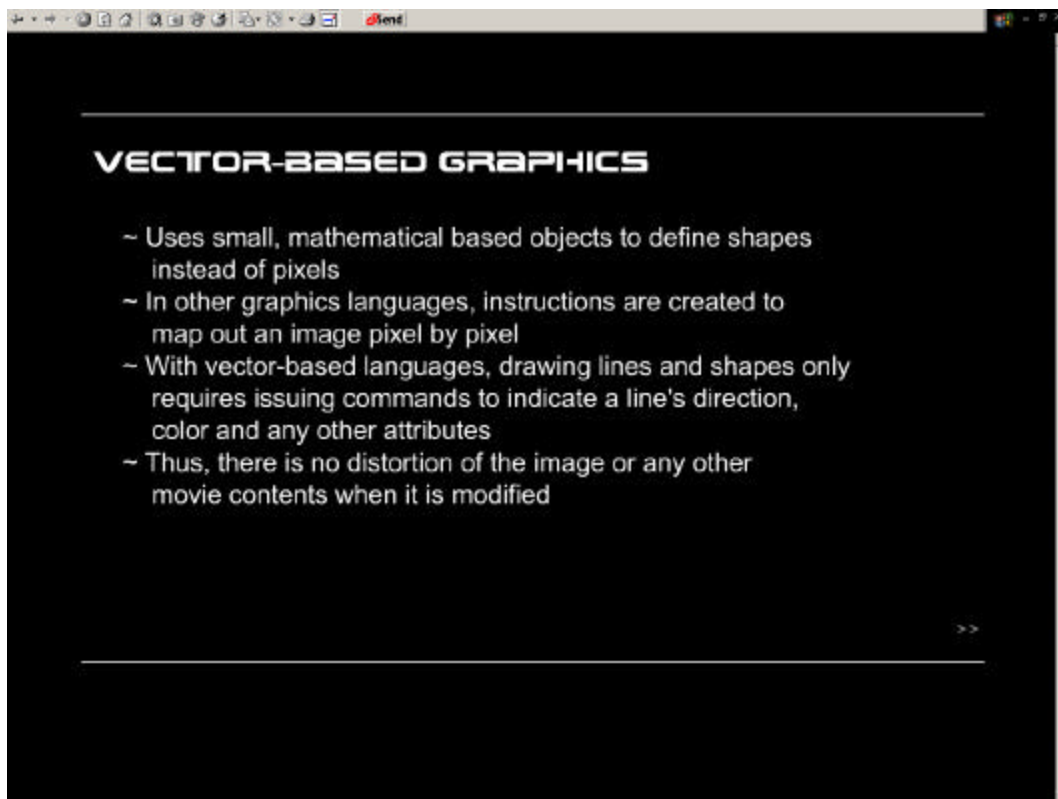 Send
VECTOR-BASED GRAPHICS
~ Uses small, mathematical based objects to define shapes
instead of pixels
~ In other graphics languages, instructions are created to
map out an image pixel by pixel
~ With vector-based languages, drawing lines and shapes only
requires issuing commands to indicate a line's direction,
color and any other attributes
~ Thus, there is no distortion of the image or any other
movie contents when it is modified
>>